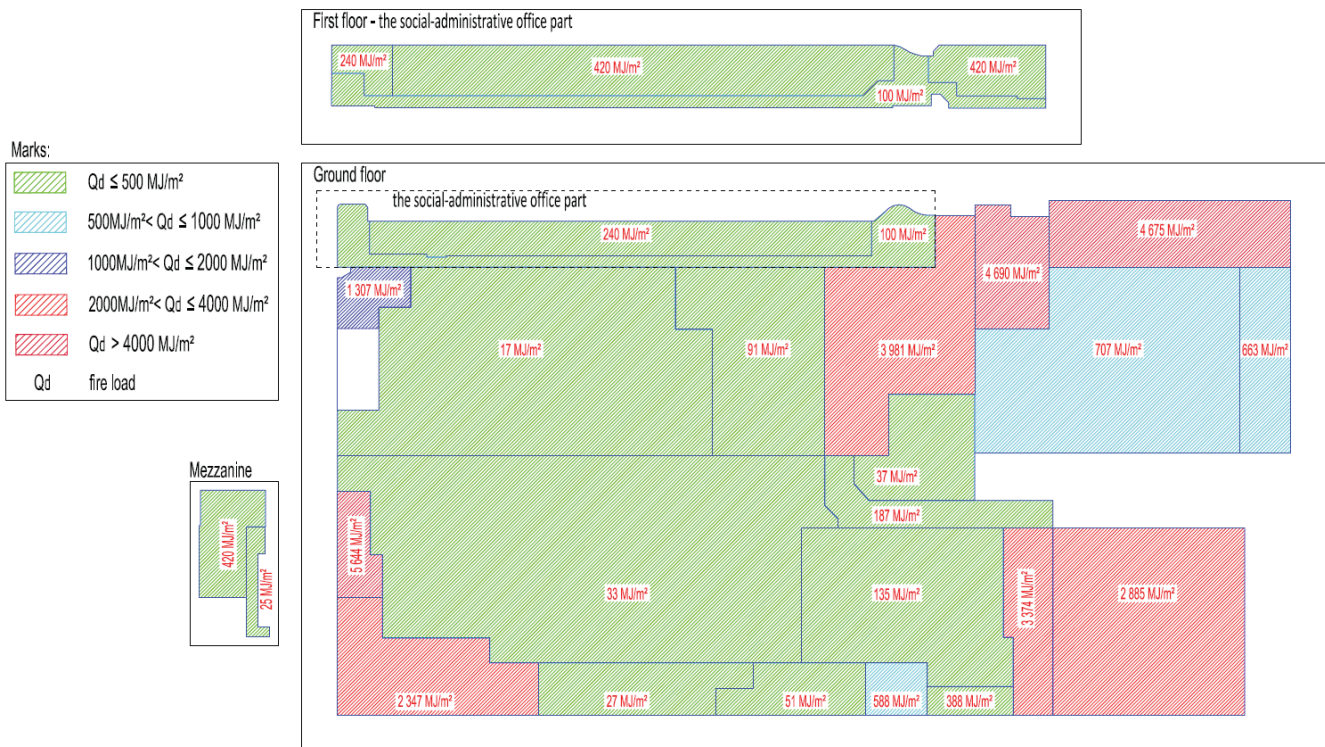 First floor - the social-administrative office part
240 MJ/m²
420 MJ/m²
420 MJ/m²
100 MJ/m²
Marks:
Qd ≤ 500 MJ/m²
500MJ/m²< Qd ≤ 1000 MJ/m²
1000MJ/m²< Qd ≤ 2000 MJ/m²
2000MJ/m²< Qd ≤ 4000 MJ/m²
Qd > 4000 MJ/m²
Qd fire load
Ground floor
the social-administrative office part
240 MJ/m²
100 MJ/m²
4 675 MJ/m²
4 690 MJ/m²
1 307 MJ/m²
17 MJ/m²
91 MJ/m²
3 981 MJ/m²
707 MJ/m²
663 MJ/m²
37 MJ/m²
187 MJ/m²
5 644 MJ/m²
33 MJ/m²
135 MJ/m²
3 374 MJ/m²
2 885 MJ/m²
2 347 MJ/m²
27 MJ/m²
51 MJ/m²
588 MJ/m²
388 MJ/m²
Mezzanine
420 MJ/m²
25 MJ/m²